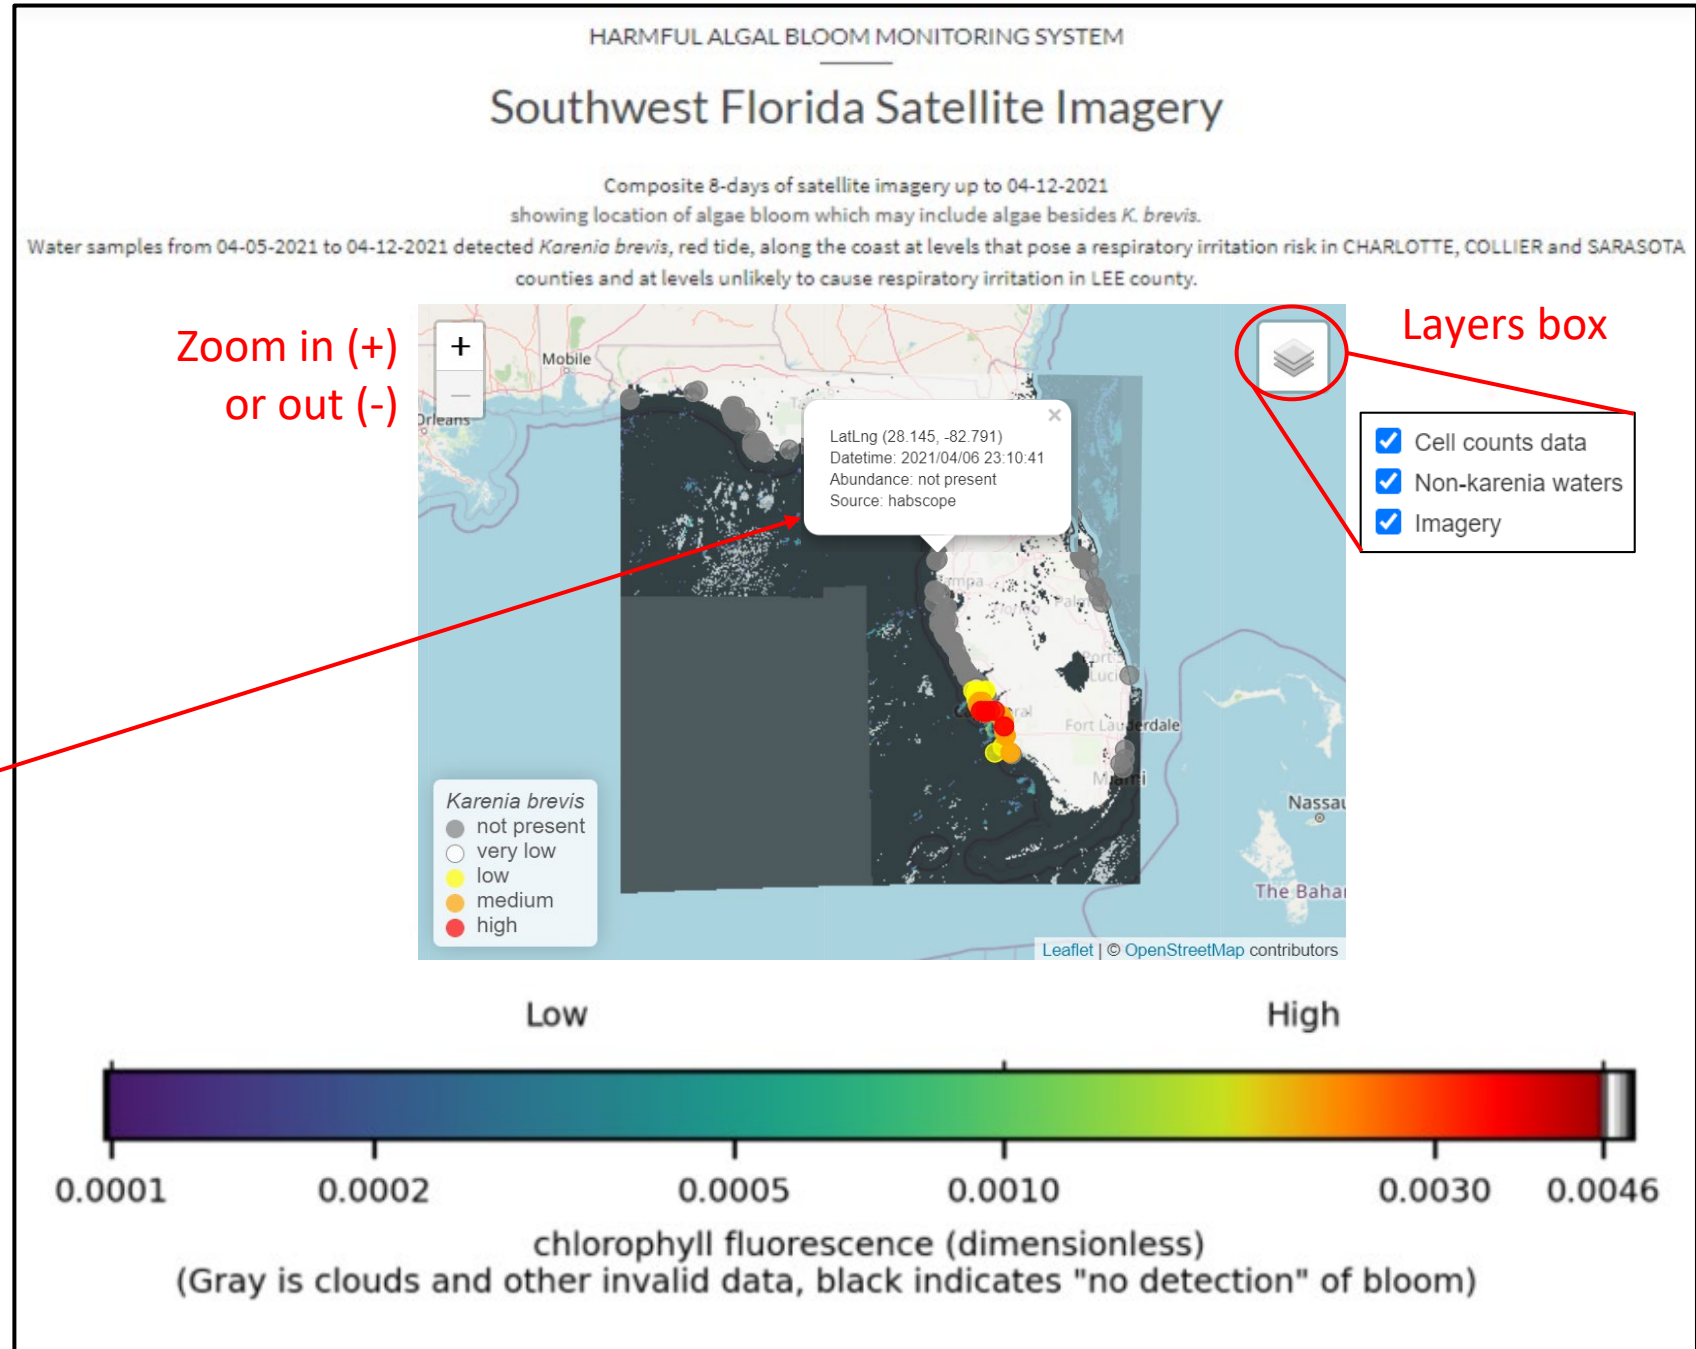 HARMFUL ALGAL BLOOM MONITORING SYSTEM
Southwest Florida Satellite Imagery
Composite 8-days of satellite imagery up to 04-12-2021
showing location of algae bloom which may include algae besides K. brevis.
Water samples from 04-05-2021 to 04-12-2021 detected Karenia brevis, red tide, along the coast at levels that pose a respiratory irritation risk in CHARLOTTE, COLLIER and SARASOTA
counties and at levels unlikely to cause respiratory irritation in LEE county.
Zoom in (+)
or out (-)
+
−
Layers box
Mobile
Orleans
LatLng (28.145, -82.791)
Datetime: 2021/04/06 23:10:41
Abundance: not present
Source: habscope
×
Cell counts data
Non-karenia waters
Imagery
Florida
Port
Fort Lauderdale
Miami
Nassau
The Baha
Karenia brevis
not present
very low
low
medium
high
Leaflet | © OpenStreetMap contributors
Low
High
0.0001 0.0002 0.0005 0.0010 0.0030 0.0046
chlorophyll fluorescence (dimensionless)
(Gray is clouds and other invalid data, black indicates "no detection" of bloom)